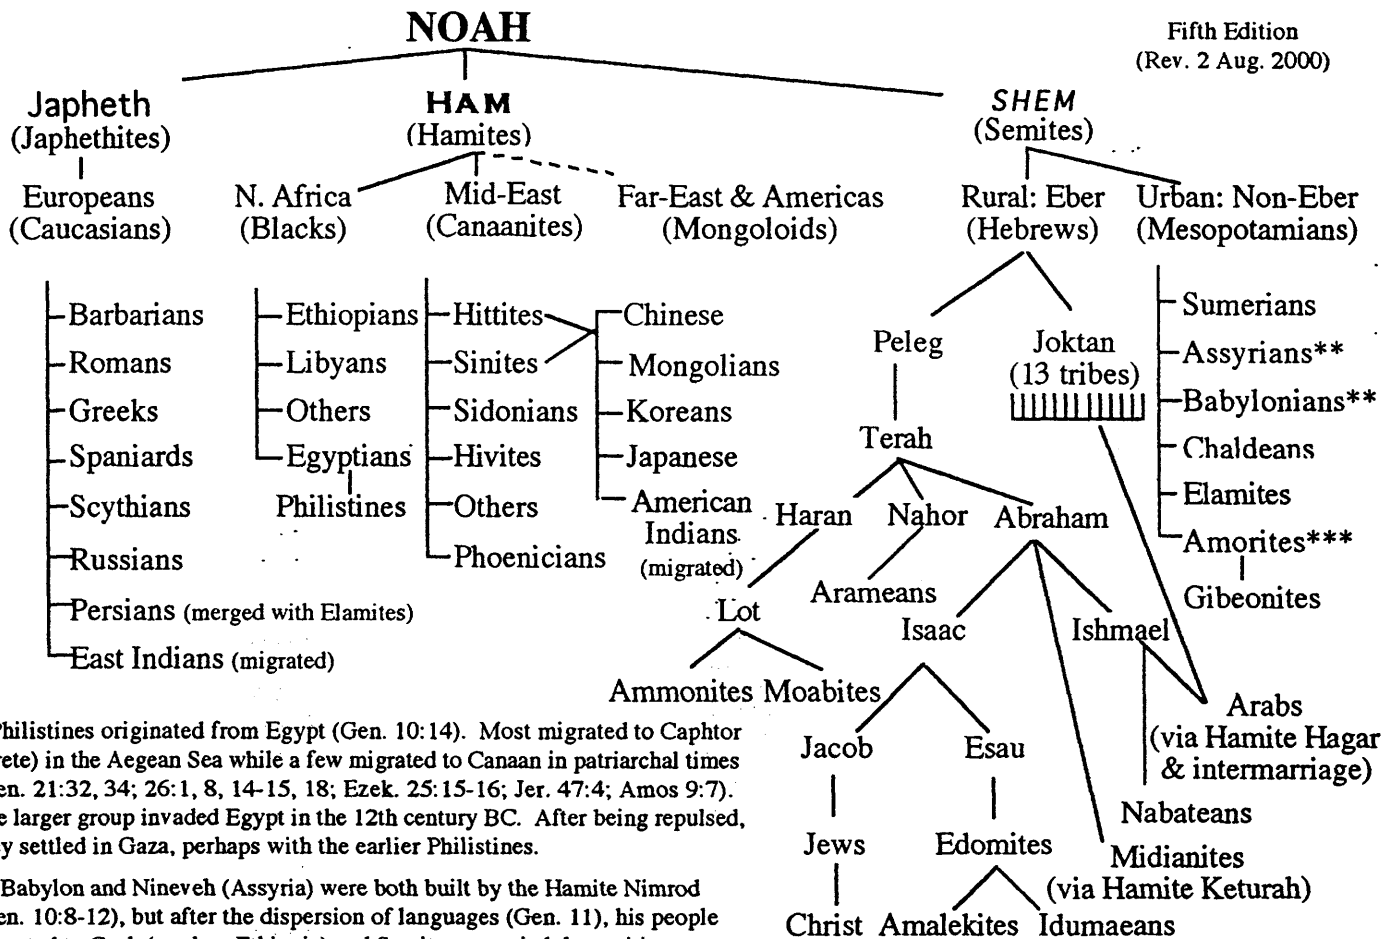 NOAH
Fifth Edition
(Rev. 2 Aug. 2000)
Japheth
(Japhethites)
HAM
(Hamites)
SHEM
(Semites)
Europeans
(Caucasians)
N. Africa
(Blacks)
Mid-East
(Canaanites)
Far-East & Americas
(Mongoloids)
Rural: Eber
(Hebrews)
Urban: Non-Eber
(Mesopotamians)
Barbarians
Romans
Greeks
Spaniards
Scythians
Russians
Persians (merged with Elamites)
East Indians (migrated)
Ethiopians
Libyans
Others
Egyptians
Philistines
Hittites
Sinites
Sidonians
Hivites
Others
Phoenicians
Chinese
Mongolians
Koreans
Japanese
American
Indians
(migrated)
Peleg
Joktan
(13 tribes)
Terah
Haran
Nahor
Abraham
Lot
Arameans
Isaac
Ishmael
Ammonites
Moabites
Jacob
Esau
Arabs
(via Hamite Hagar
& intermarriage)
Nabateans
Jews
Edomites
Midianites
(via Hamite Keturah)
Christ
Amalekites
Idumaeans
Sumerians
Assyrians**
Babylonians**
Chaldeans
Elamites
Amorites***
Gibeonites
Philistines originated from Egypt (Gen. 10:14). Most migrated to Caphtor
rete) in the Aegean Sea while a few migrated to Canaan in patriarchal times
en. 21:32, 34; 26:1, 8, 14-15, 18; Ezek. 25:15-16; Jer. 47:4; Amos 9:7).
e larger group invaded Egypt in the 12th century BC. After being repulsed,
y settled in Gaza, perhaps with the earlier Philistines.
Babylon and Nineveh (Assyria) were both built by the Hamite Nimrod
en. 10:8-12), but after the dispersion of languages (Gen. 11), his people